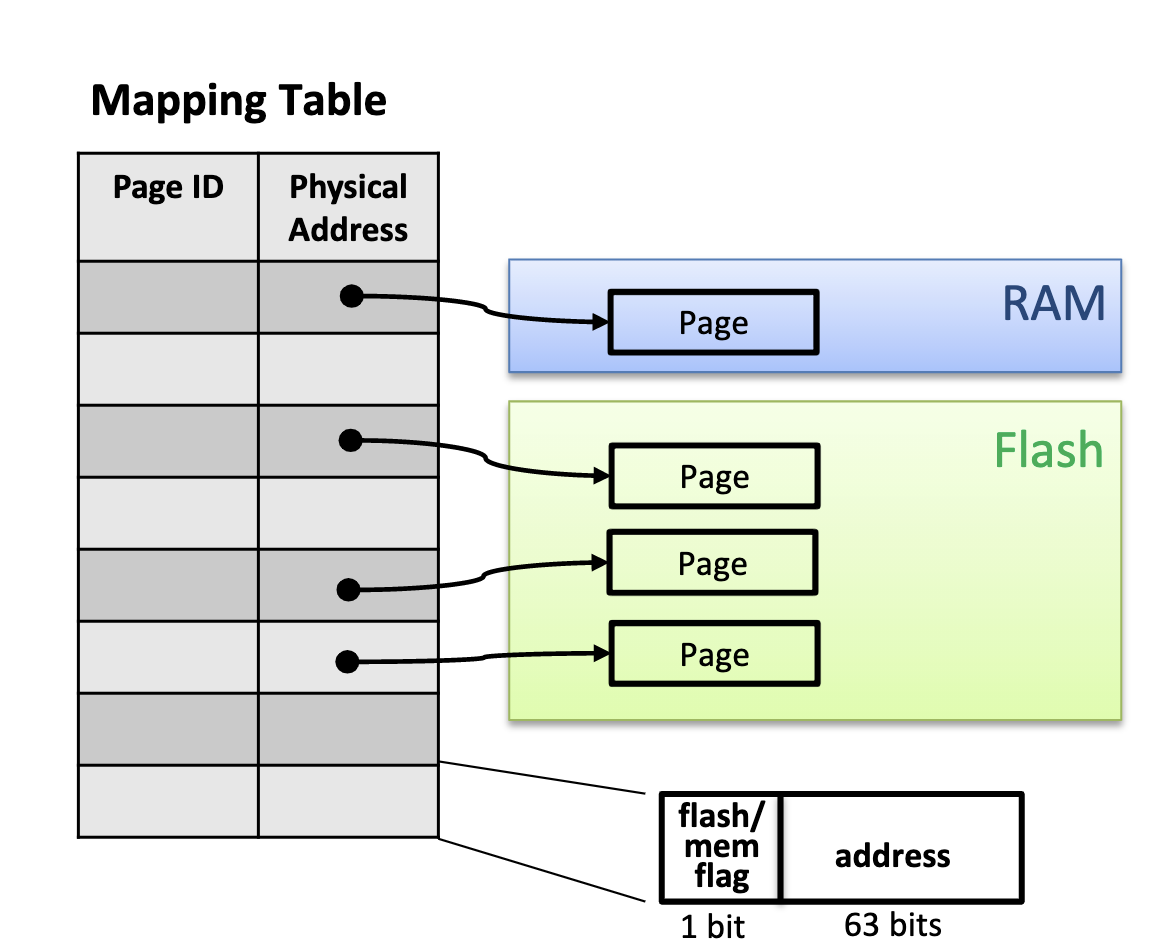 Mapping Table
Page ID
Physical
Address
RAM
Page
Flash
Page
Page
Page
flash/
mem
flag
address
1 bit
63 bits